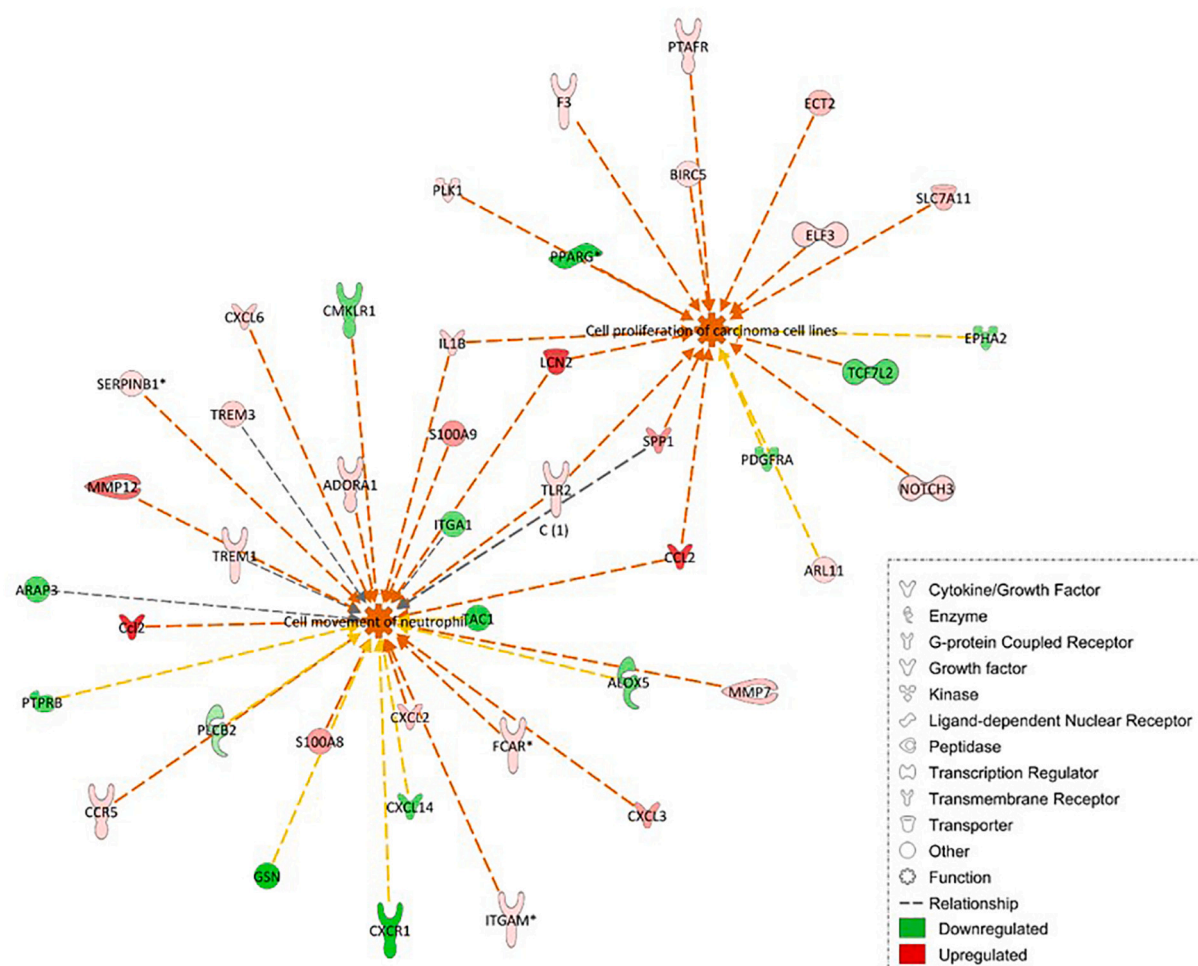 PTAFR
F3
ECT2
BIRC5
PLK1
SLC7A11
ELF3
PPARG*
CXCL6
CMKLR1
Cell proliferation of carcinoma cell lines
IL1B
EPHA2
LCN2
TCF7L2
SERPINB1*
TREM3
S100A9
SPP1
PDGFRA
MMP12
ADORA1
TLR2
NOTCH3
ITGA1
C (1)
TREM1
CCL2
ARL11
ARAP3
Ccl2
Cell movement of neutrophil
TAC1
ALOX5
MMP7
PTPRB
PLCB2
S100A8
CXCL2
FCAR*
CCR5
CXCL14
CXCL3
GSN
CXCR1
ITGAM*
Cytokine/Growth Factor
Enzyme
G-protein Coupled Receptor
Growth factor
Kinase
Ligand-dependent Nuclear Receptor
Peptidase
Transcription Regulator
Transmembrane Receptor
Transporter
Other
Function
Relationship
Downregulated
Upregulated